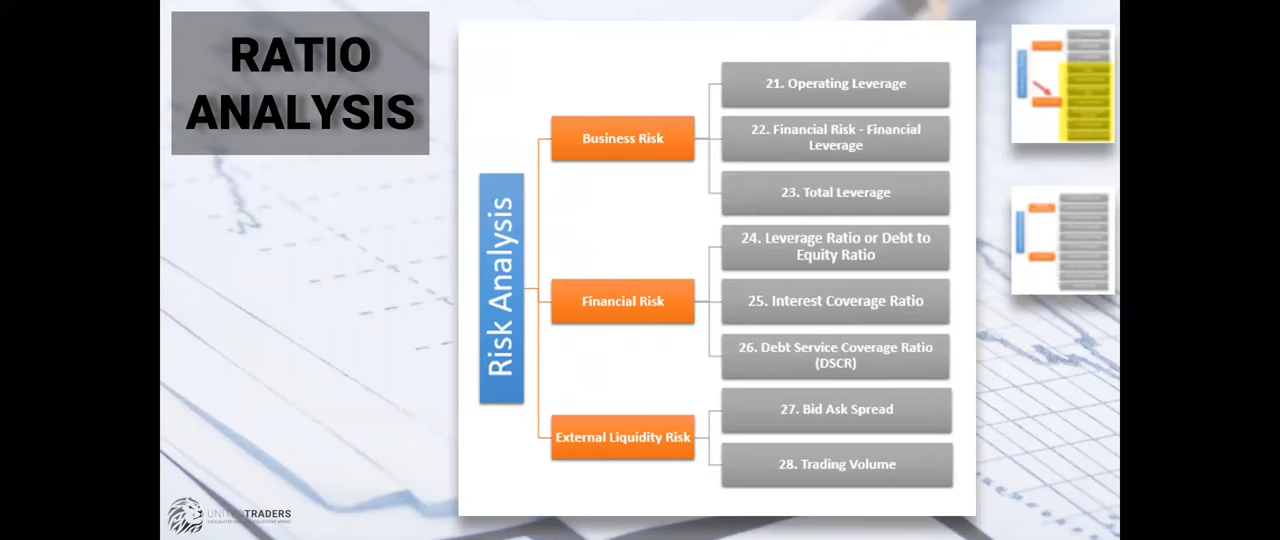 RATIO
ANALYSIS
Risk Analysis
Business Risk
21. Operating Leverage
22. Financial Risk - Financial
Leverage
23. Total Leverage
Financial Risk
24. Leverage Ratio or Debt to
Equity Ratio
25. Interest Coverage Ratio
26. Debt Service Coverage Ratio
(DSCR)
External Liquidity Risk
27. Bid Ask Spread
28. Trading Volume
UNITED TRADERS